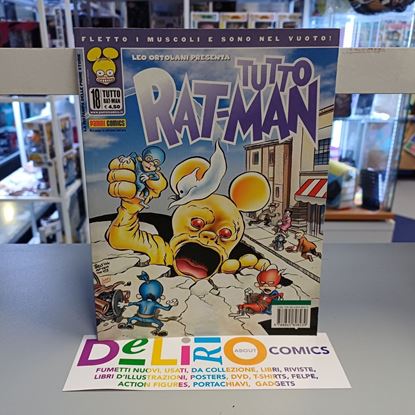 FLETTO I MUSCOLI E SONO NEL VUOTO!
LEO ORTOLANI PRESENTA
18
TUTTO
RAT-MAN
€ 4,50
PANINI COMICS
TUTTO
RAT-MAN
DeLiRIO
ABOUT
COMICS
FUMETTI NUOVI, USATI, DA COLLEZIONE, LIBRI, RIVISTE,
LIBRI D'ILLUSTRAZIONI, POSTERS, DVD, T-SHIRTS, FELPE,
ACTION FIGURES, PORTACHIAVI, GADGETS